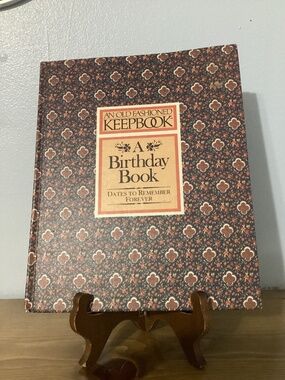 AN OLD FASHIONED
KEEPBOOK
A
Birthday
Book
DATES TO REMEMBER
FOREVER